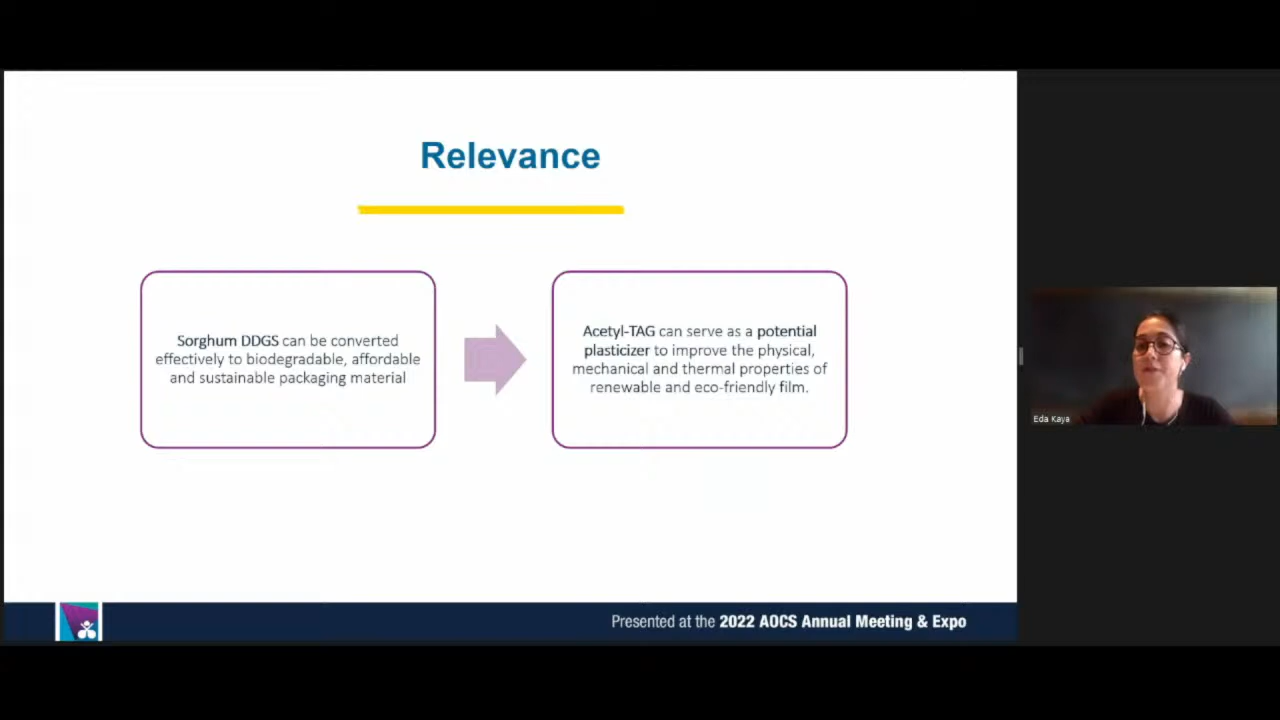 Relevance
Sorghum DDGS can be converted
effectively to biodegradable, affordable
and sustainable packaging material
Acetyl-TAG can serve as a potential
plasticizer to improve the physical,
mechanical and thermal properties of
renewable and eco-friendly film.
Eda Kaya
Presented at the 2022 AOCS Annual Meeting & Expo